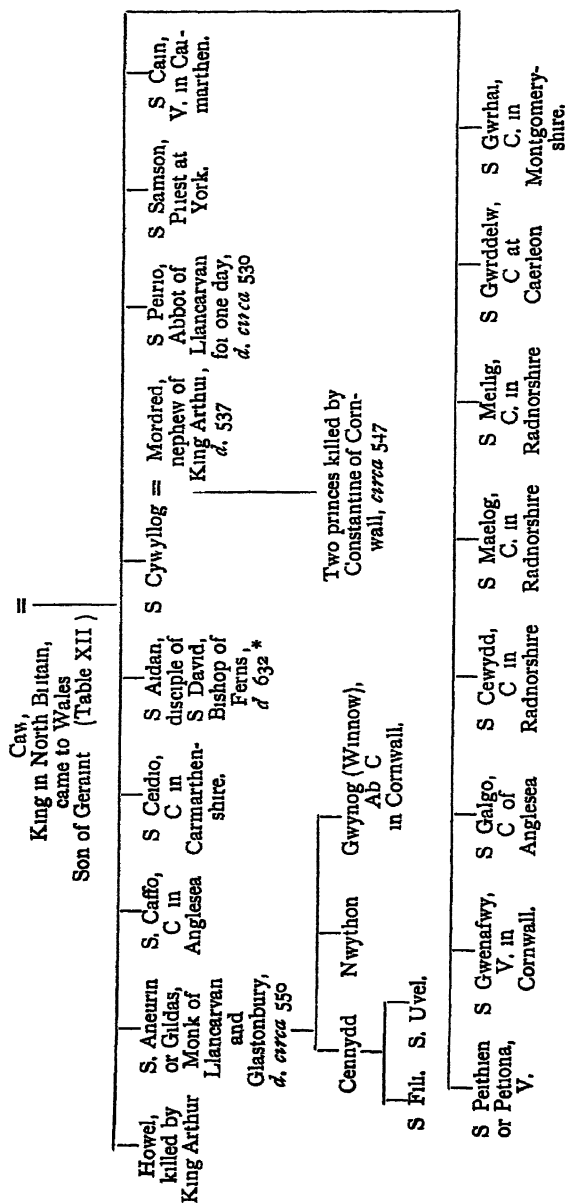 Caw,
King in North Britain,
came to Wales
Son of Geraint (Table XII )
=
Howel,
killed by
King Arthur
S. Aneurin
or Gildas,
Monk of
Llancarvan
and
Glastonbury,
d. circa 550
S. Caffo,
C in
Anglesea
S Ceidio,
C in
Carmarthen-
shire.
S Aidan,
disciple of
S David,
Bishop of
Ferns,
d 632 *
S Cywyllog = Mordred,
nephew of
King Arthur,
d. 537
S Peirio,
Abbot of
Llancarvan
for one day,
d. circa 530
S Samson,
Priest at
York.
S Cain,
V. in Cai-
marthen.
Cennydd
Nwython
Gwynog (Winnow),
Ab C
in Cornwall.
Two princes killed by
Constantine of Corn-
wall, circa 547
S Fili.
S. Uvel.
S Peithien
or Petiona,
V.
S Gwenafwy,
V. in
Cornwall.
S Galgo,
C of
Anglesea
S Cewydd,
C in
Radnorshire
S Maelog,
C. in
Radnorshire
S Meilig,
C. in
Radnorshire
S Gwrddelw,
C at
Caerleon
S Gwrhai,
C. in
Montgomery-
shire.